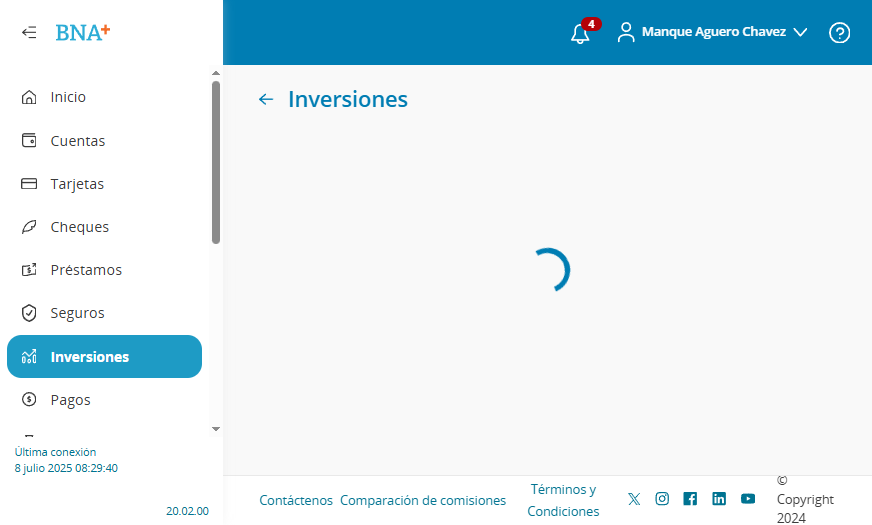 BNA+
4
Manque Aguero Chavez
Inicio
Cuentas
Tarjetas
Cheques
Préstamos
Seguros
Inversiones
Pagos
Última conexión
8 julio 2025 08:29:40
20.02.00
Inversiones
Contáctenos
Comparación de comisiones
Términos y
Condiciones
©
Copyright
2024